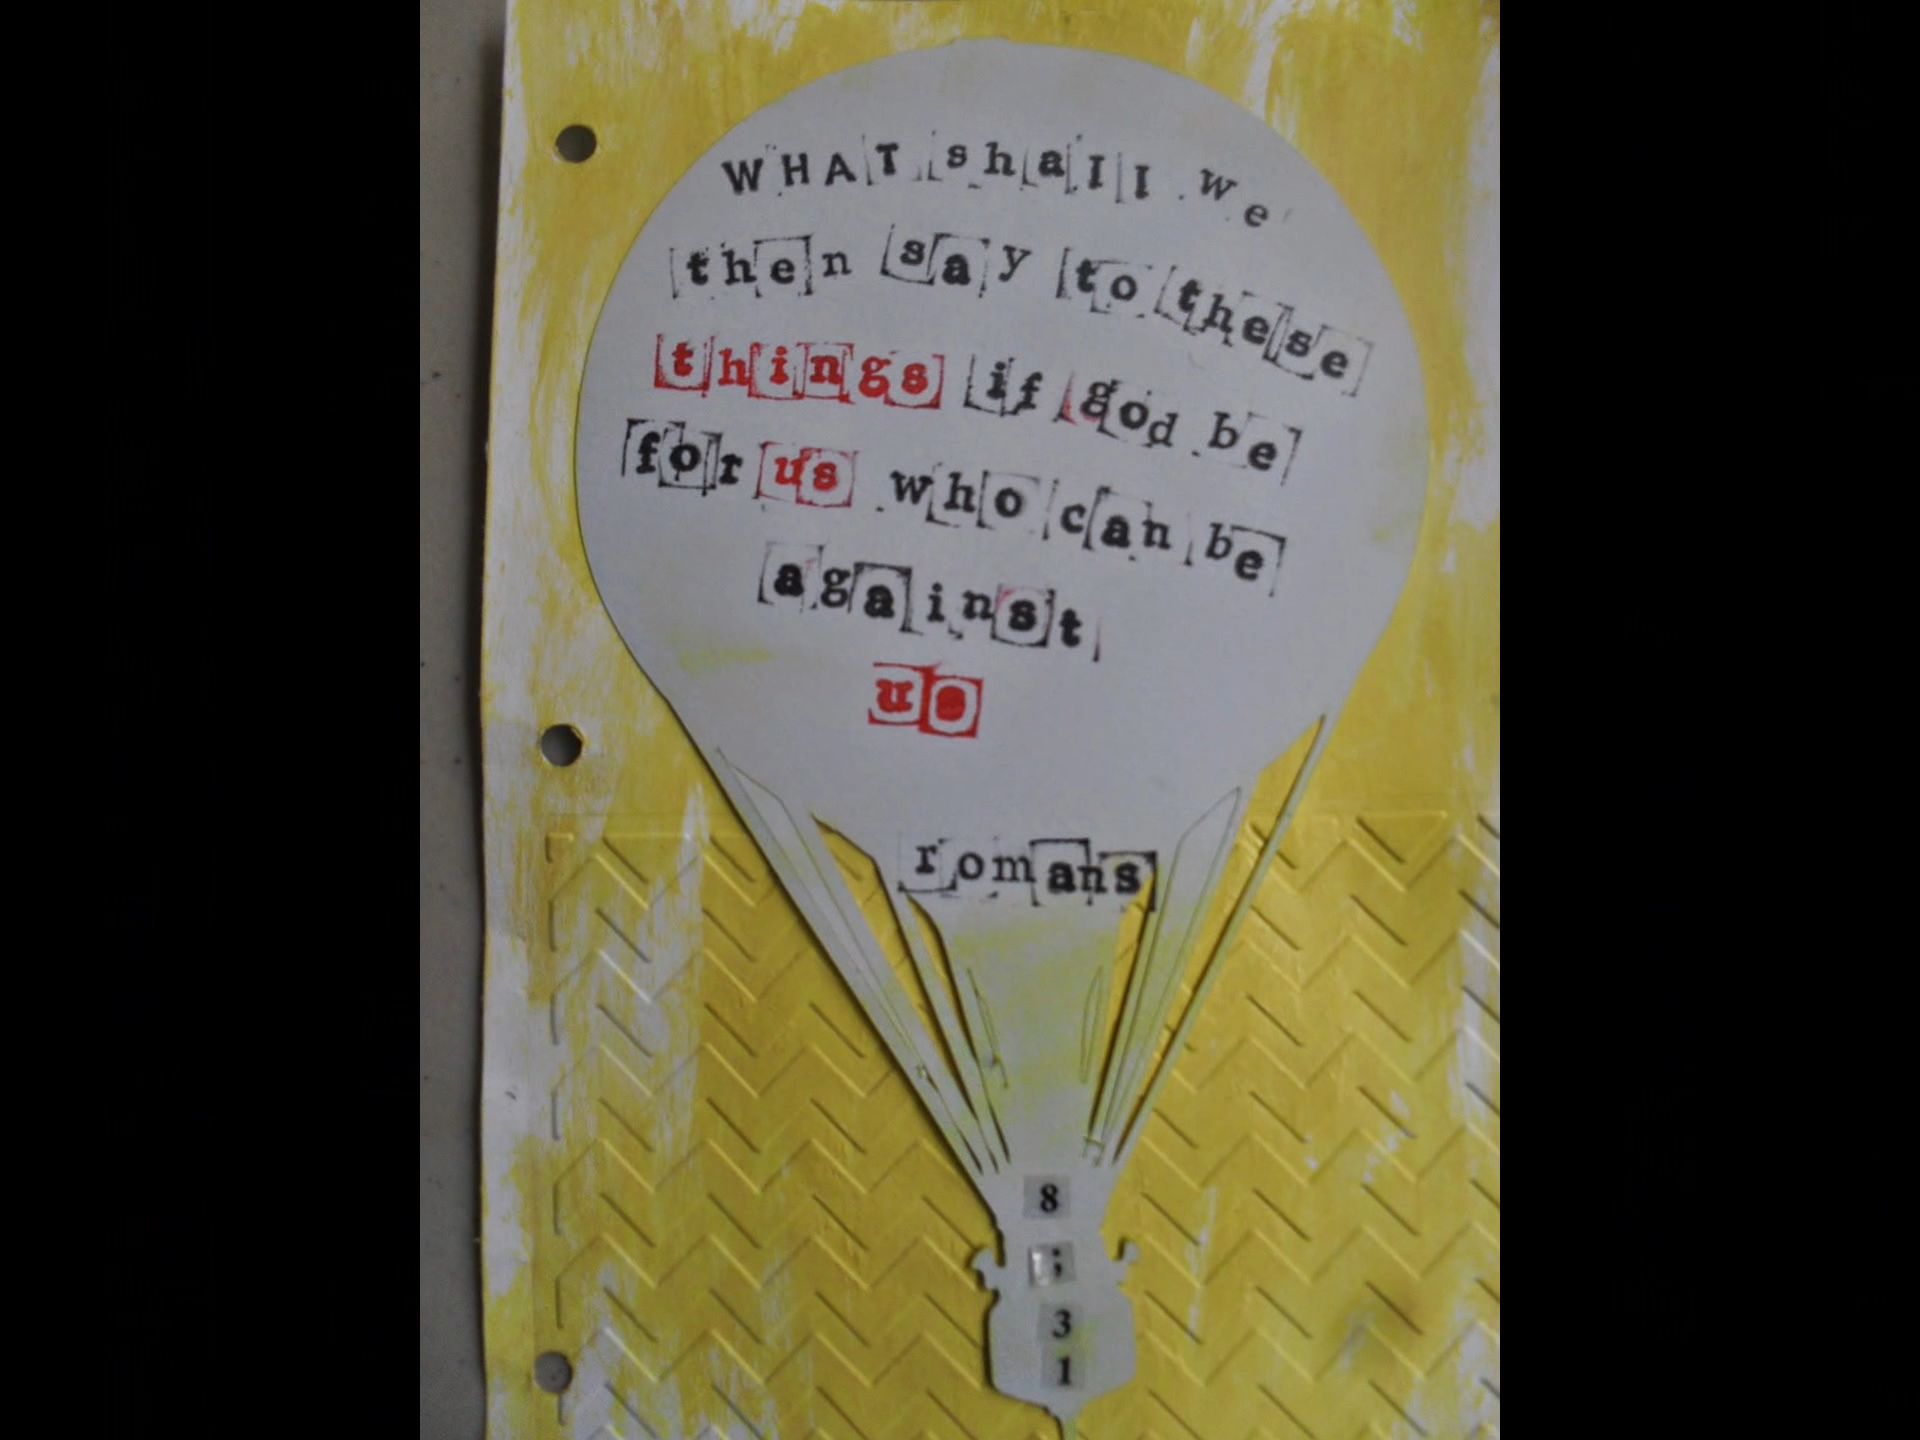 WHAT shall we
then say to these
things if god be
for us who can be
against
us
romans
8
;
3
1